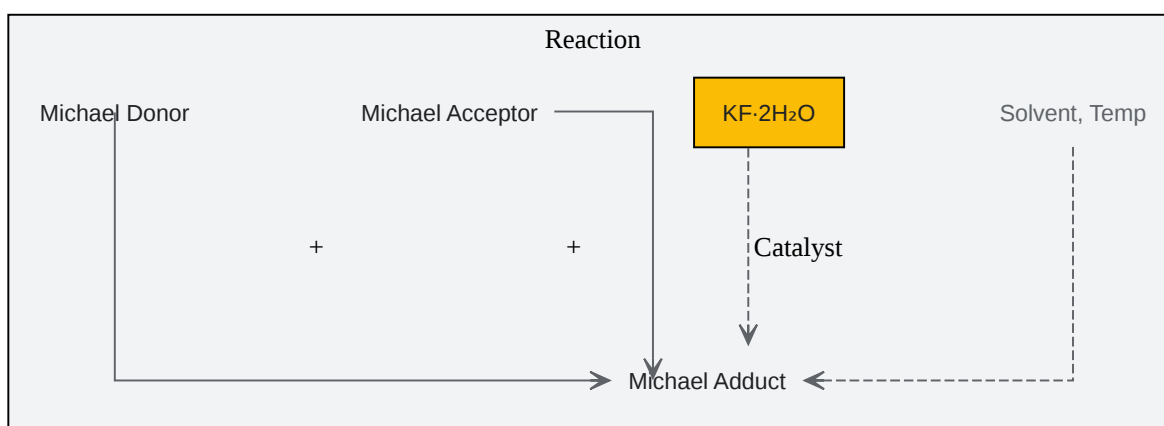 Reaction
Michael Donor
Michael Acceptor
KF·2H₂O
Solvent, Temp
+
+
Catalyst
Michael Adduct